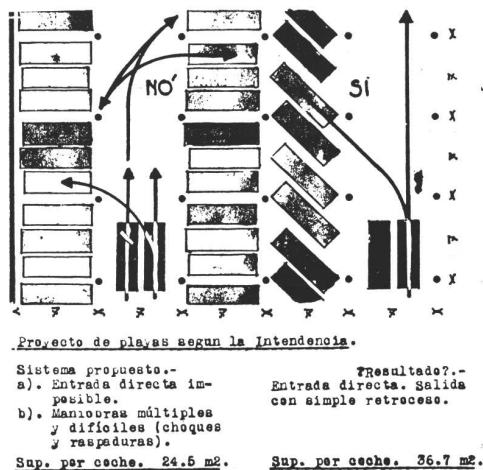 NO'
SI
Proyecto de playas segun la Intendencia.
Sistema propuesto.-
a). Entrada directa im-
posible.
b). Maniobras múltiples
y difíciles (choques
y raspaduras).
Sup. por coche. 24.5 m2.
?Resultado?.-
Entrada directa. Salida
con simple retroceso.
Sup. por coche. 36.7 m2.